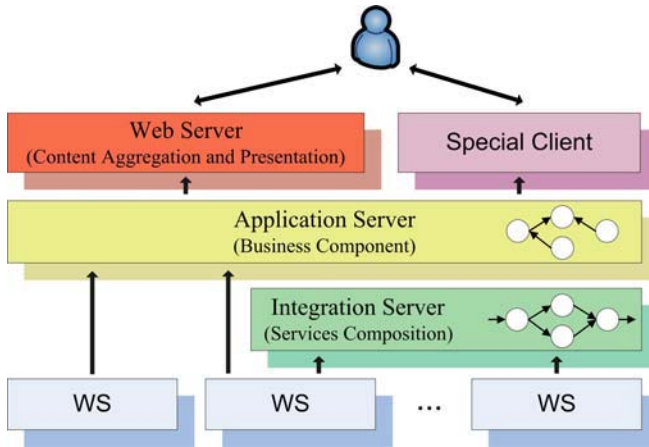 Web Server
(Content Aggregation and Presentation)
Special Client
Application Server
(Business Component)
Integration Server
(Services Composition)
WS
WS
...
WS